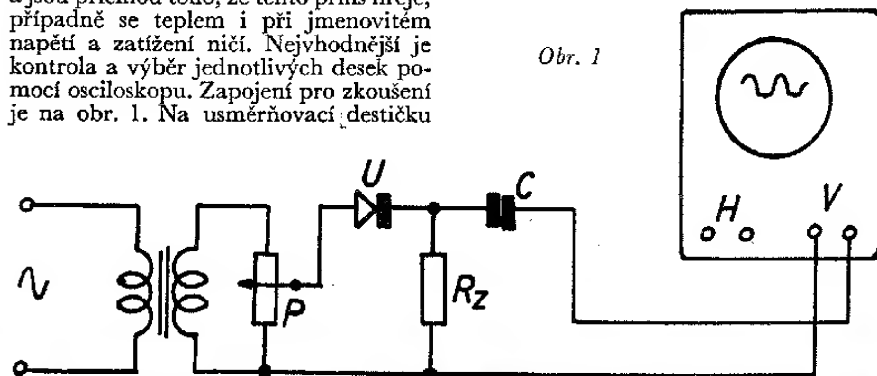 a jsou příčinou toho, že tento příliš hřeje,
případně se teplem i při jmenovitém
napětí a zatížení ničí. Nejvhodnější je
kontrola a výběr jednotlivých desek po-
mocí osciloskopu. Zapojení pro zkoušení
je na obr. 1. Na usměrňovací destičku
Obr. 1
U
C
H
V
P
Rz